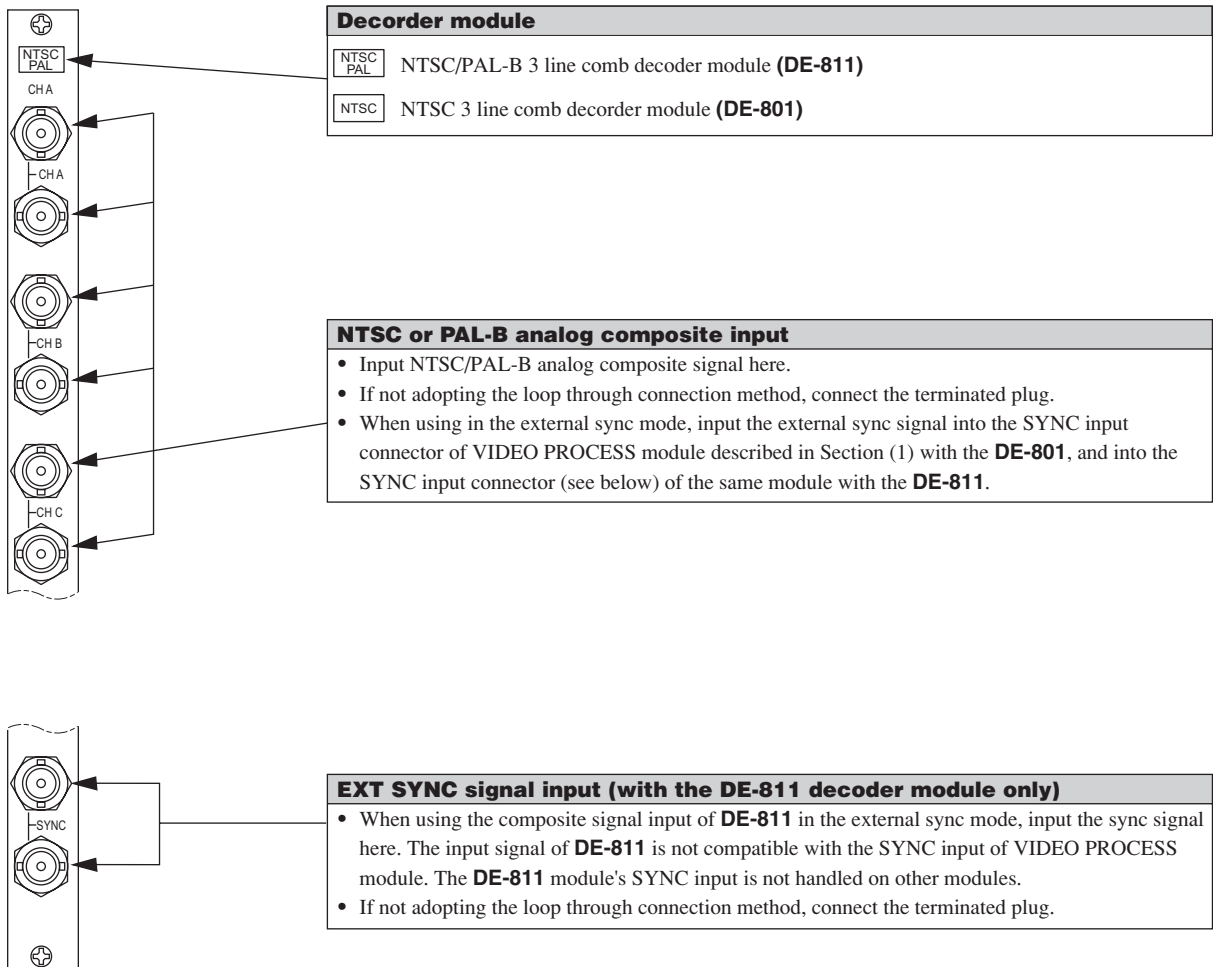 NTSC
PAL
CH A
CH A
CH B
CH C
Decorder module
NTSC
PAL
NTSC/PAL-B 3 line comb decoder module (DE-811)
NTSC
NTSC 3 line comb decorder module (DE-801)
NTSC or PAL-B analog composite input
• Input NTSC/PAL-B analog composite signal here.
• If not adopting the loop through connection method, connect the terminated plug.
• When using in the external sync mode, input the external sync signal into the SYNC input
connector of VIDEO PROCESS module described in Section (1) with the DE-801, and into the
SYNC input connector (see below) of the same module with the DE-811.
SYNC
EXT SYNC signal input (with the DE-811 decoder module only)
• When using the composite signal input of DE-811 in the external sync mode, input the sync signal
here. The input signal of DE-811 is not compatible with the SYNC input of VIDEO PROCESS
module. The DE-811 module's SYNC input is not handled on other modules.
• If not adopting the loop through connection method, connect the terminated plug.